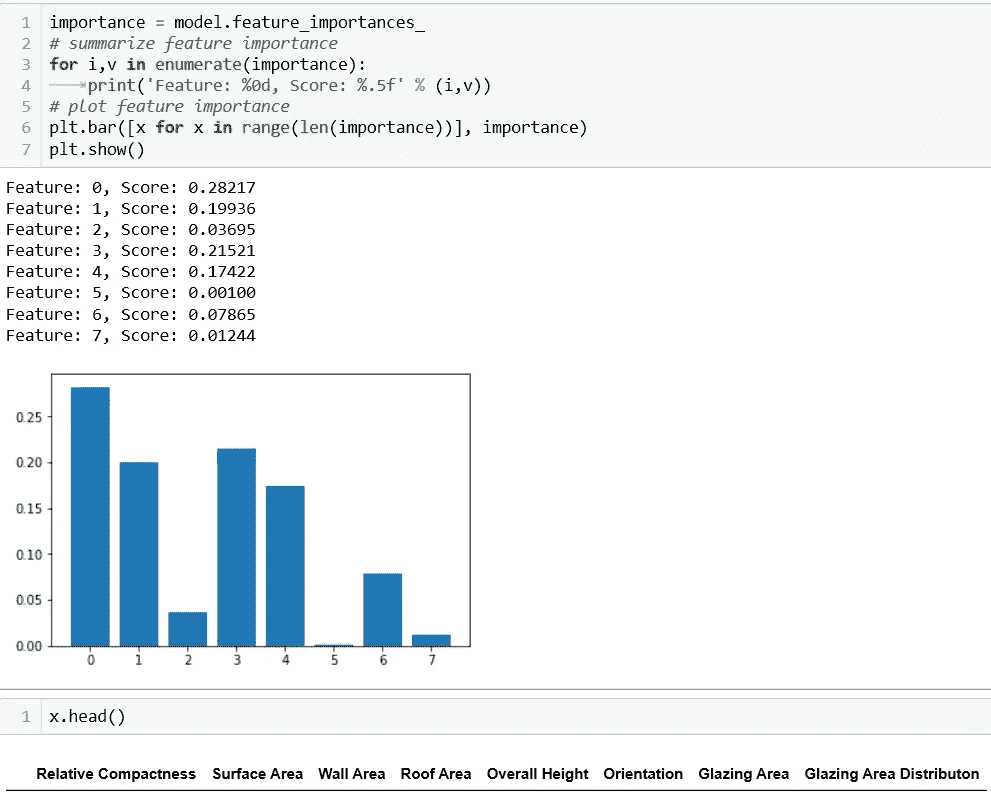 1 importance = model.feature_importances_
2 # summarize feature importance
3 for i,v in enumerate(importance):
4 print('Feature: %0d, Score: %.5f' % (i,v))
5 # plot feature importance
6 plt.bar([x for x in range(len(importance))], importance)
7 plt.show()
Feature: 0, Score: 0.28217
Feature: 1, Score: 0.19936
Feature: 2, Score: 0.03695
Feature: 3, Score: 0.21521
Feature: 4, Score: 0.17422
Feature: 5, Score: 0.00100
Feature: 6, Score: 0.07865
Feature: 7, Score: 0.01244
0.25
0.20
0.15
0.10
0.05
0.00
0 1 2 3 4 5 6 7
1 x.head()
Relative Compactness Surface Area Wall Area Roof Area Overall Height Orientation Glazing Area Glazing Area Distributon